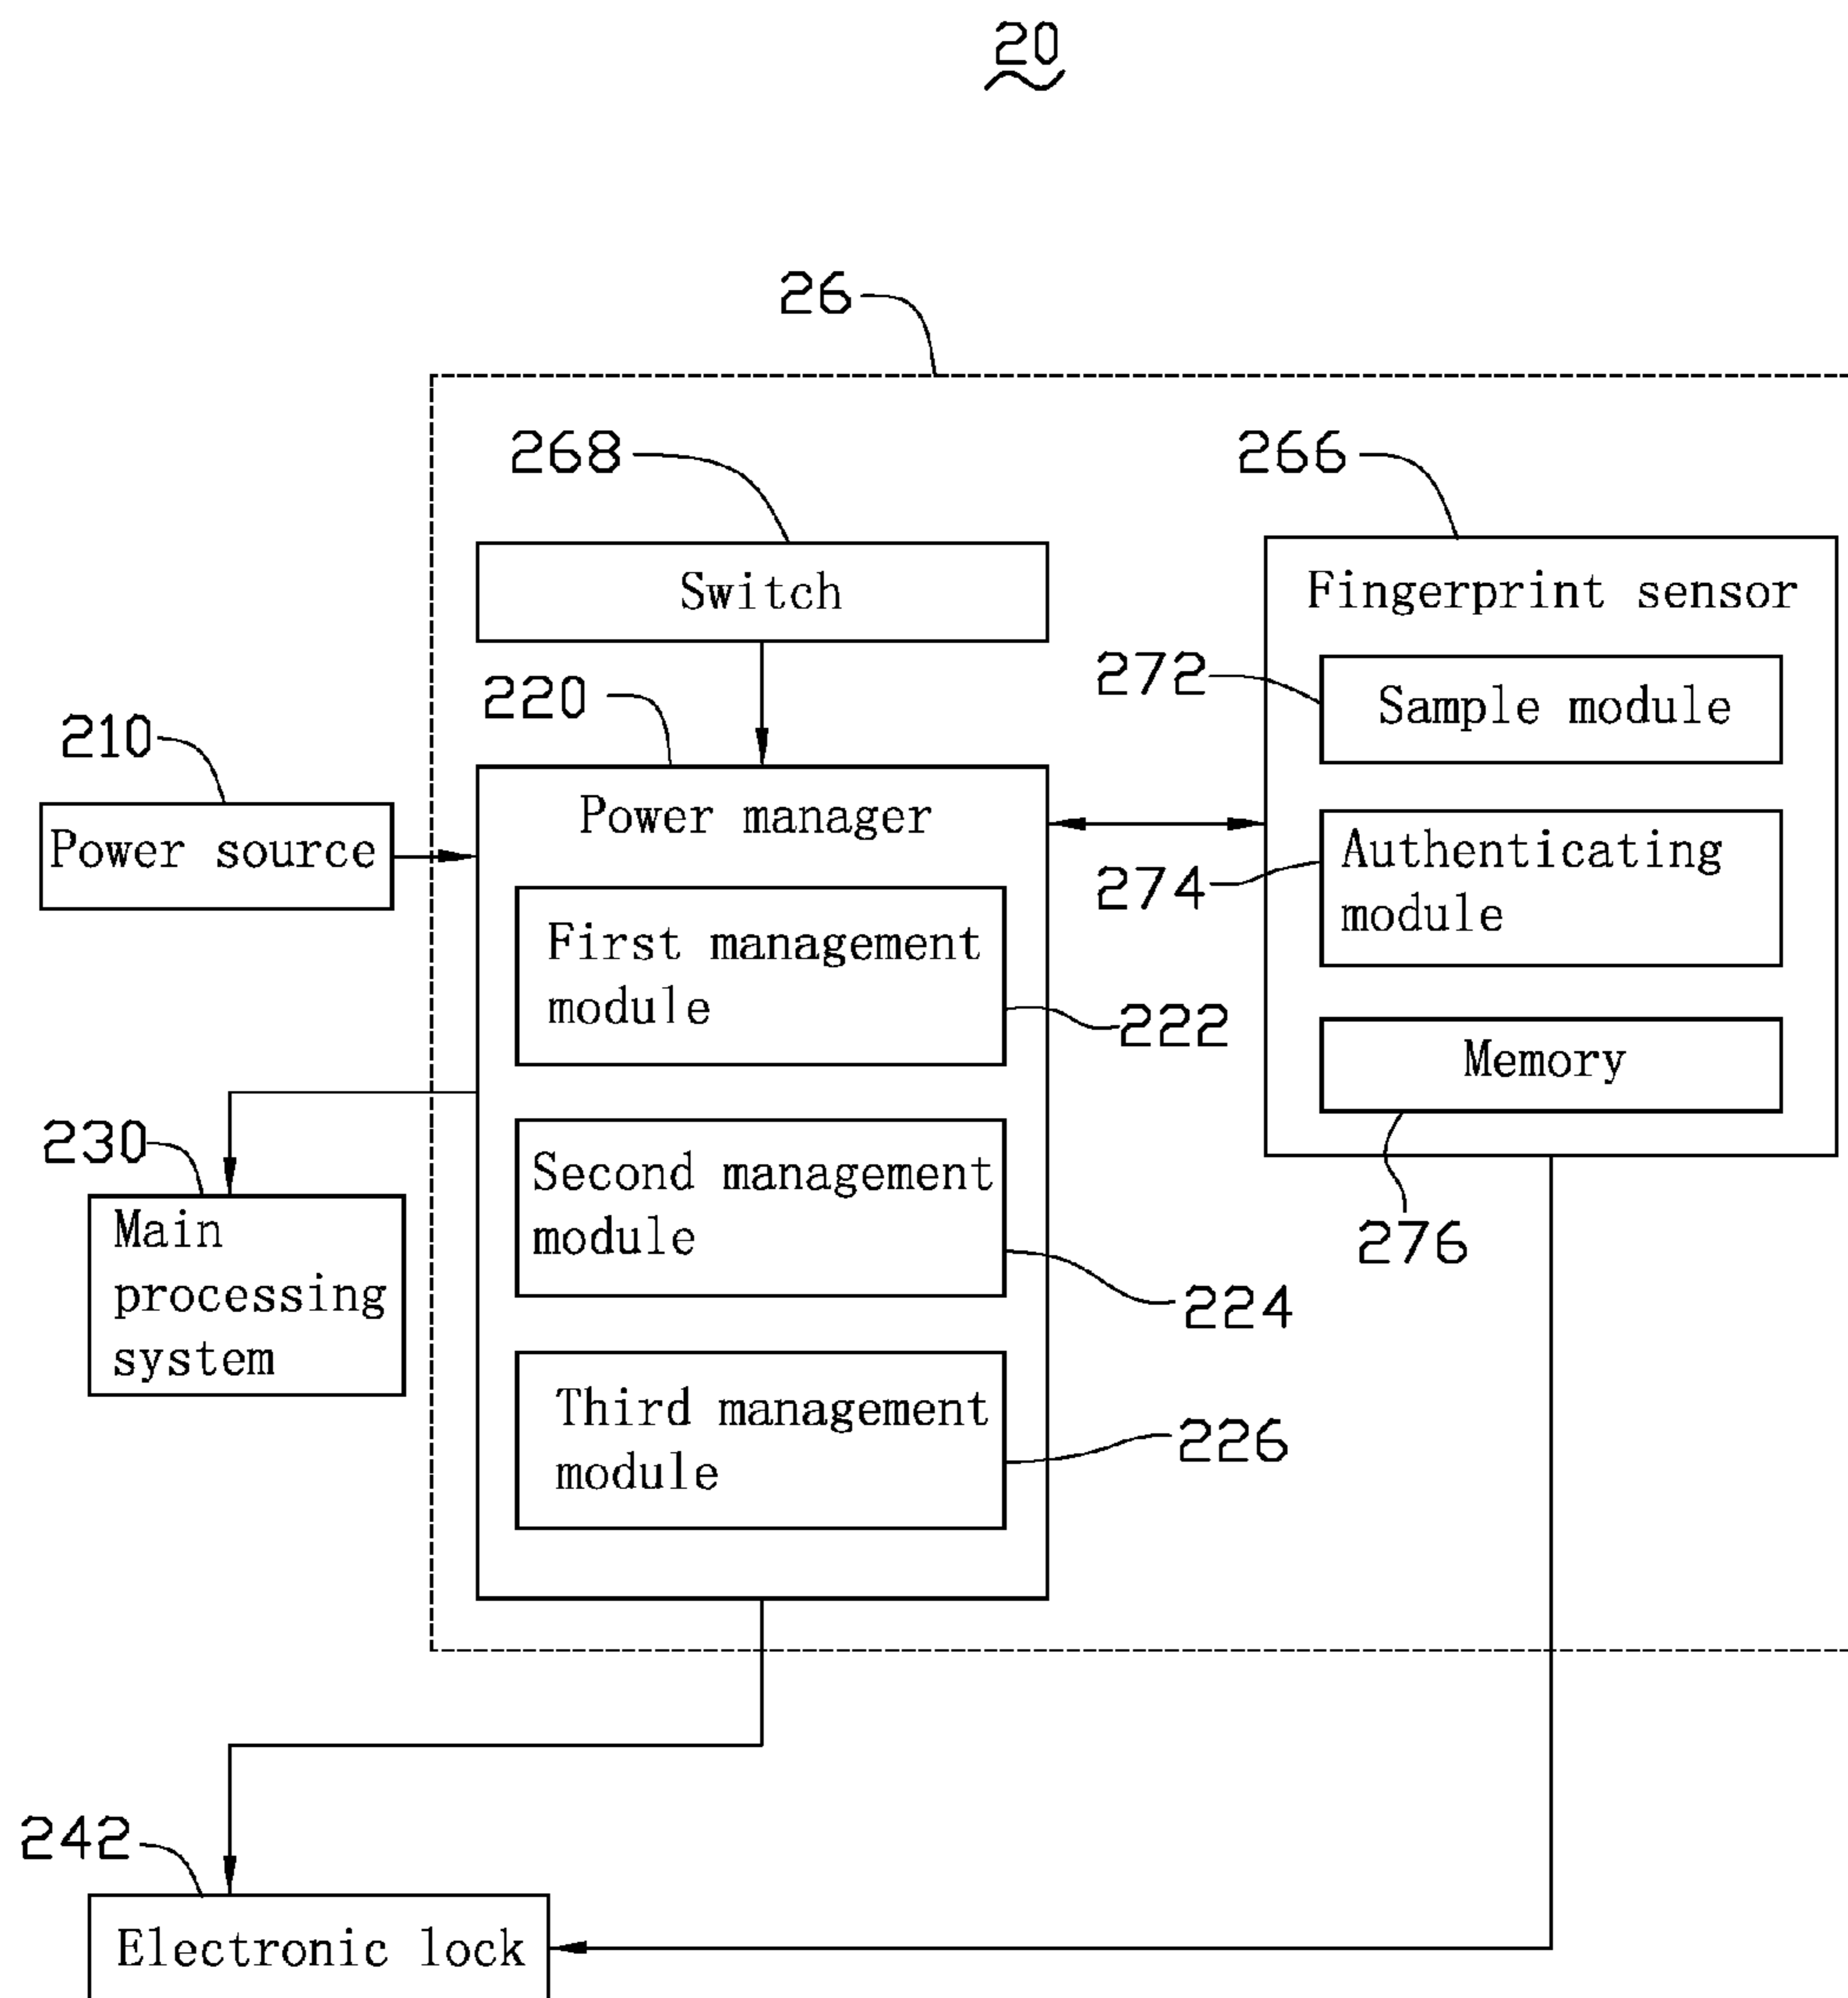 20
26
268
266
Switch
Fingerprint sensor
272
Sample module
220
210
Power manager
Power source
274
Authenticating
module
First management
module
222
Memory
230
Second management
module
276
Main
processing
system
224
Third management
module
226
242
Electronic lock